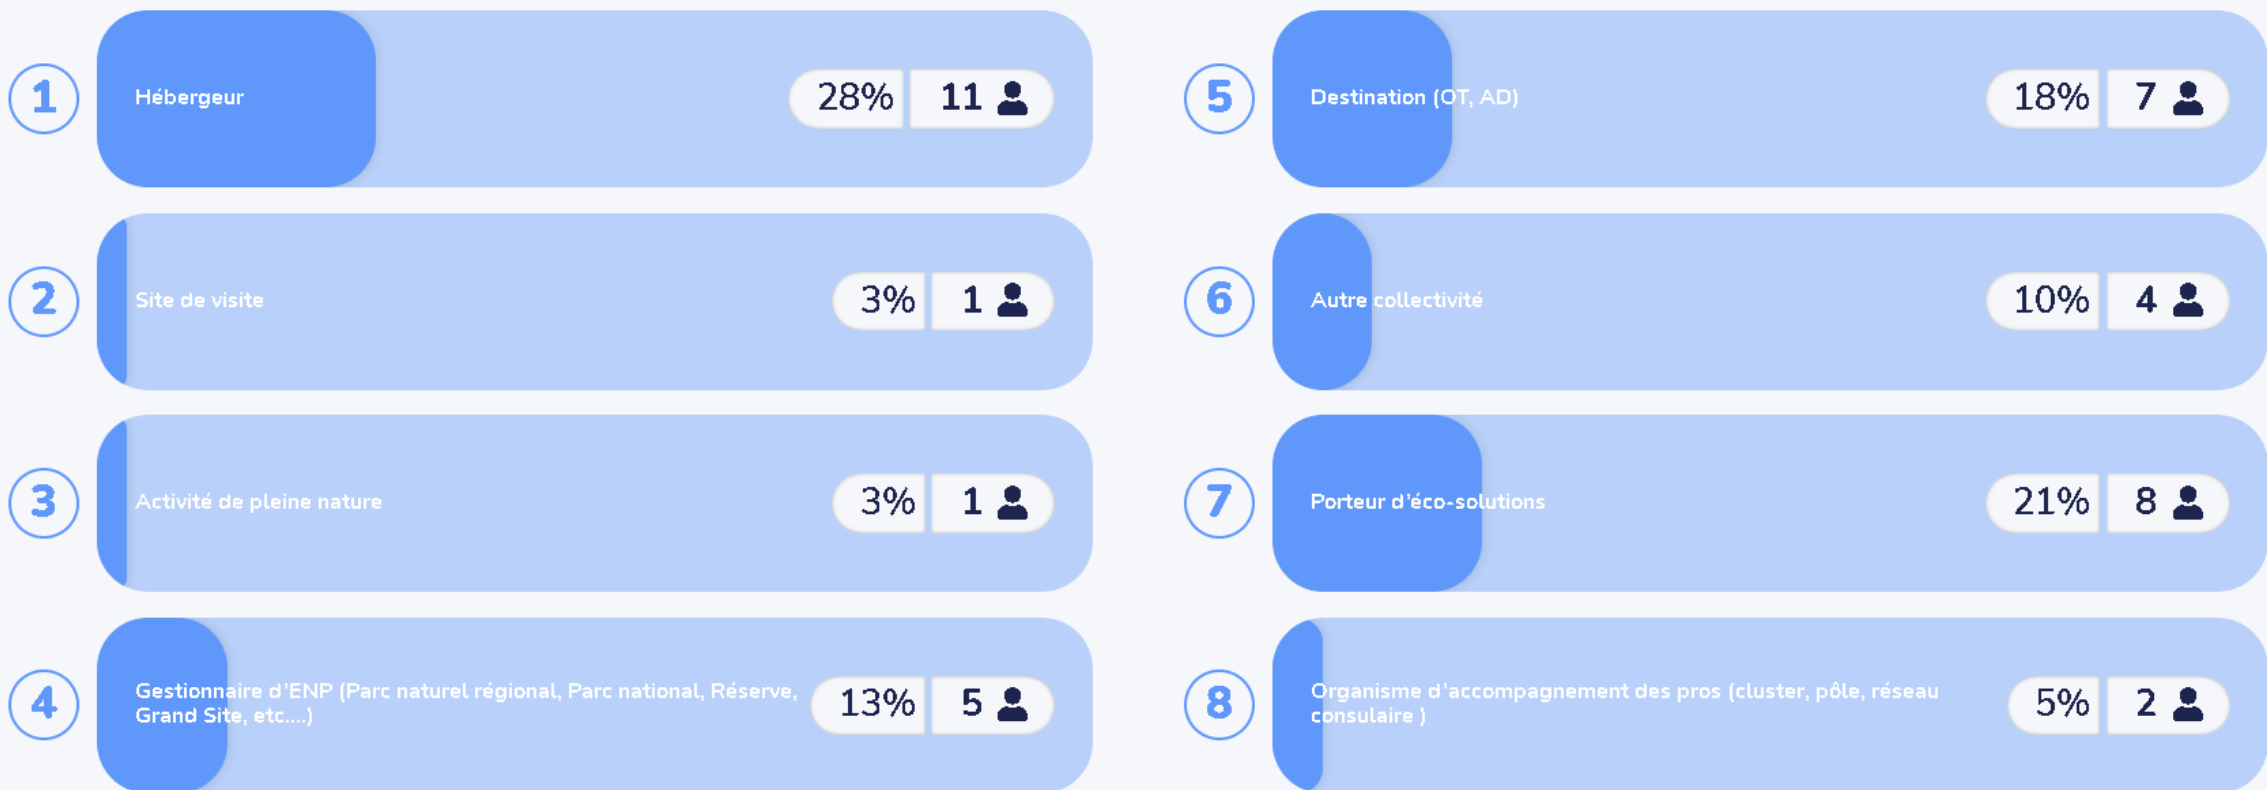 1
Hébergeur
28%
11
2
Site de visite
3%
1
3
Activité de pleine nature
3%
1
4
Gestionnaire d'ENP (Parc naturel régional, Parc national, Réserve,
Grand Site, etc....)
13%
5
5
Destination (OT, AD)
18%
7
6
Autre collectivité
10%
4
7
Porteur d'éco-solutions
21%
8
8
Organisme d'accompagnement des pros (cluster, pôle, réseau
consulaire )
5%
2